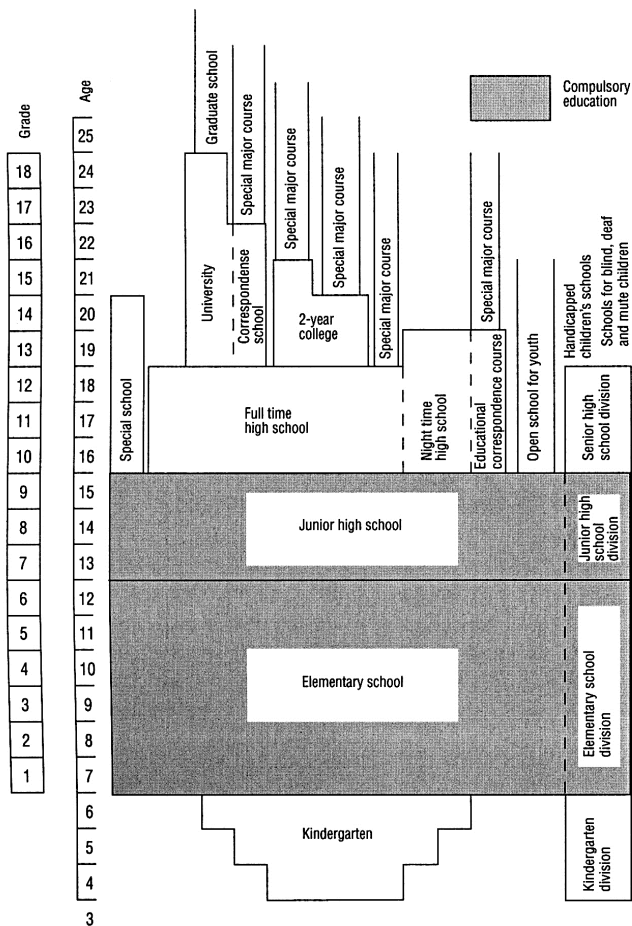 Grade
Age
25
18
24
17
23
16
22
15
21
14
20
13
19
12
18
11
17
10
16
9
15
8
14
7
13
6
12
5
11
4
10
3
9
2
8
1
7
6
5
4
3
Compulsory
education
Graduate school
Special major course
Special major course
Special major course
Special major course
Special major course
University
Correspondense
school
2-year
college
Special school
Full time
high school
Night time
high school
Educational
correspondence course
Open school for youth
Handicapped
children's schools
Schools for blind, deaf
and mute children
Senior high
school division
Junior high school
Junior high
school
division
Elementary school
Elementary school
division
Kindergarten
Kindergarten
division